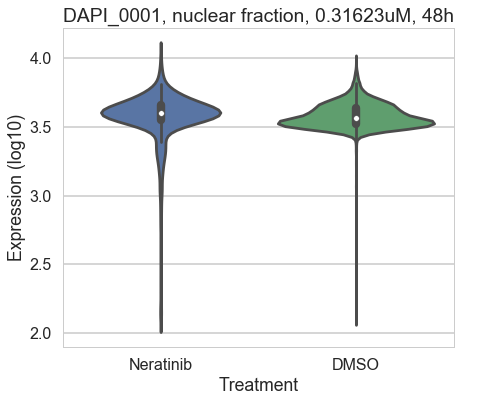 DAPI_0001, nuclear fraction, 0.31623uM, 48h
Expression (log10)
4.0
3.5
3.0
2.5
2.0
Neratinib
DMSO
Treatment